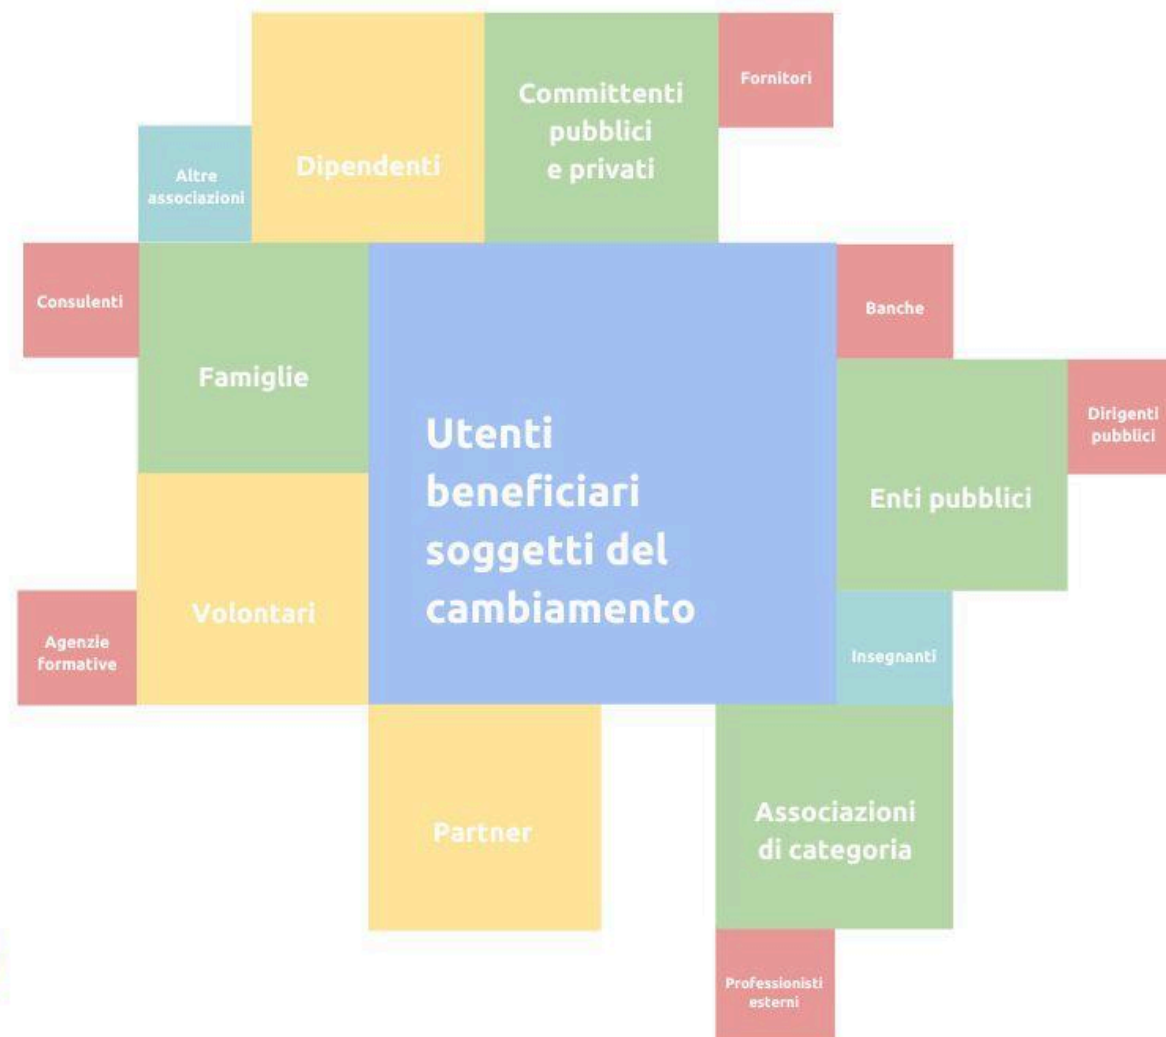 Committenti
pubblici
e privati
Fornitori
Dipendenti
Altre
associazioni
Consulenti
Banche
Famiglie
Dirigenti
pubblici
Utenti
beneficiari
soggetti del
cambiamento
Enti pubblici
Volontari
Agenzie
formative
Insegnanti
Partner
Associazioni
di categoria
Professionisti
esterni